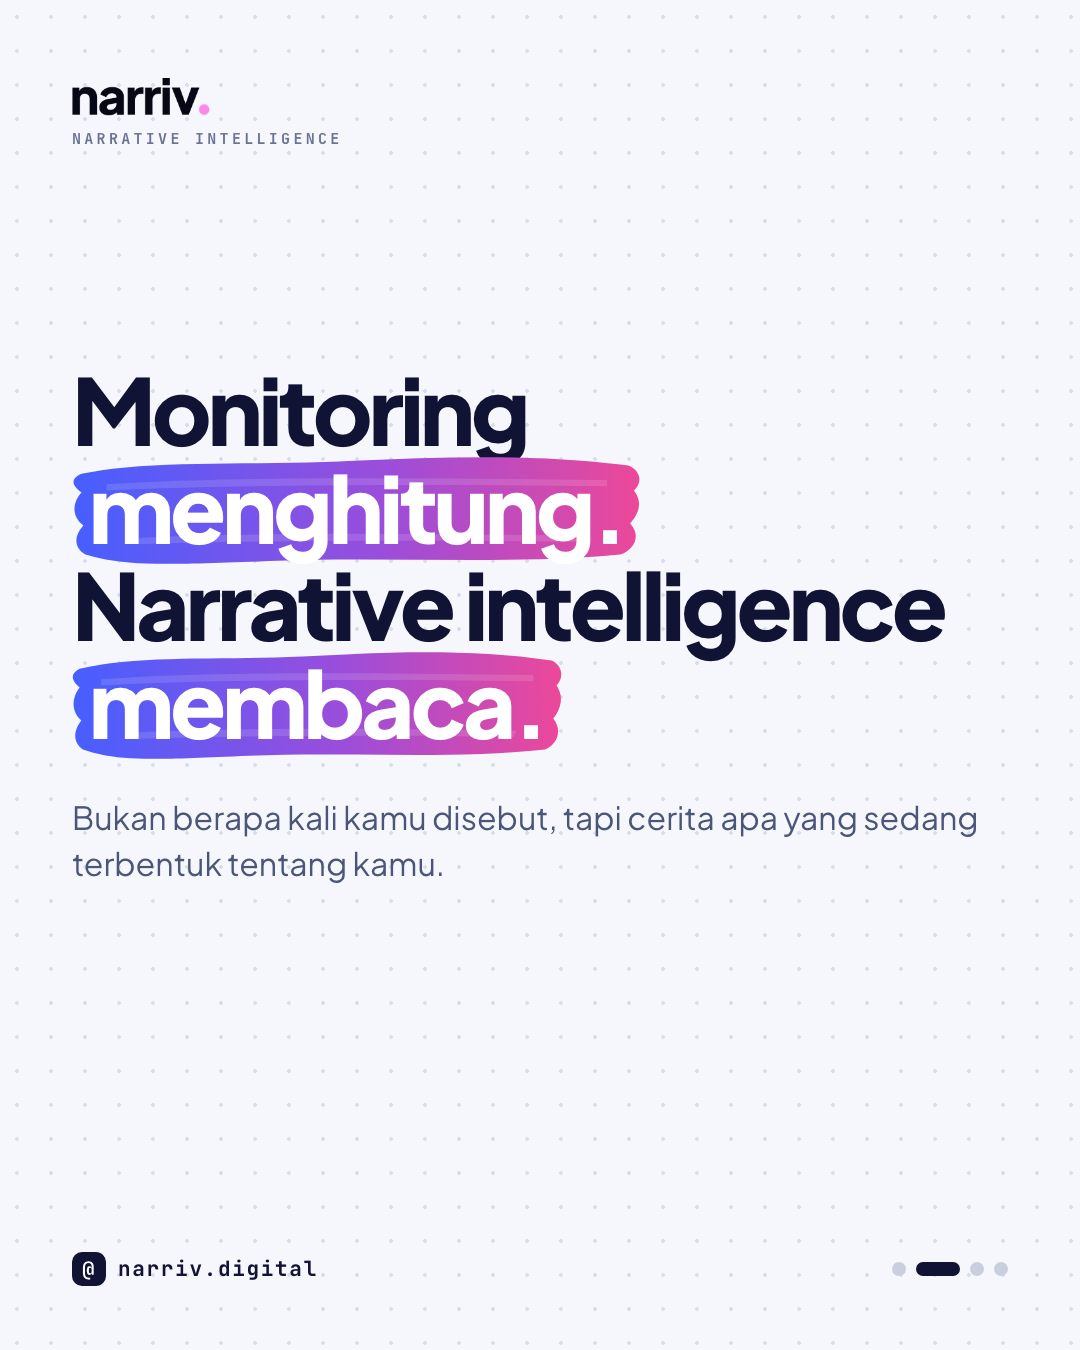 narriv.
NARRATIVE INTELLIGENCE
Monitoring
menghitung.
Narrative intelligence
membaca.
Bukan berapa kali kamu disebut, tapi cerita apa yang sedang
terbentuk tentang kamu.
@ narriv.digital